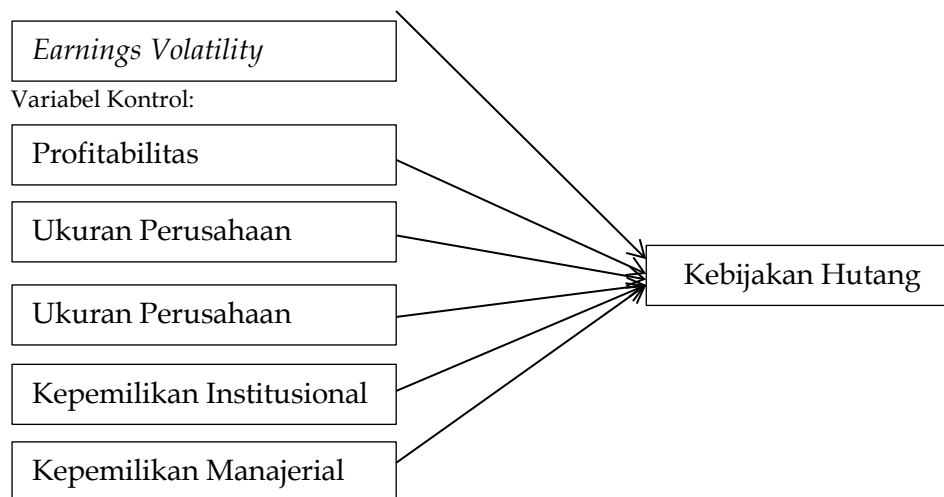 Earnings Volatility
Variabel Kontrol:
Profitabilitas
Ukuran Perusahaan
Ukuran Perusahaan
Kepemilikan Institusional
Kepemilikan Manajerial
Kebijakan Hutang